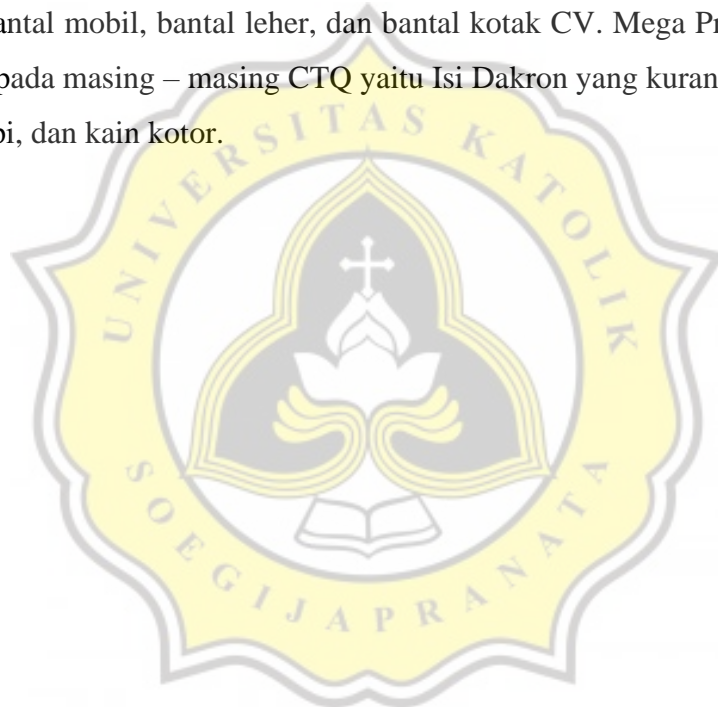 antal mobil, bantal leher, dan bantal kotak CV. Mega Pr
pada masing – masing CTQ yaitu Isi Dakron yang kuran
pi, dan kain kotor.
UNIVERSITAS KATOLIK
SOEGIJAPRANATA